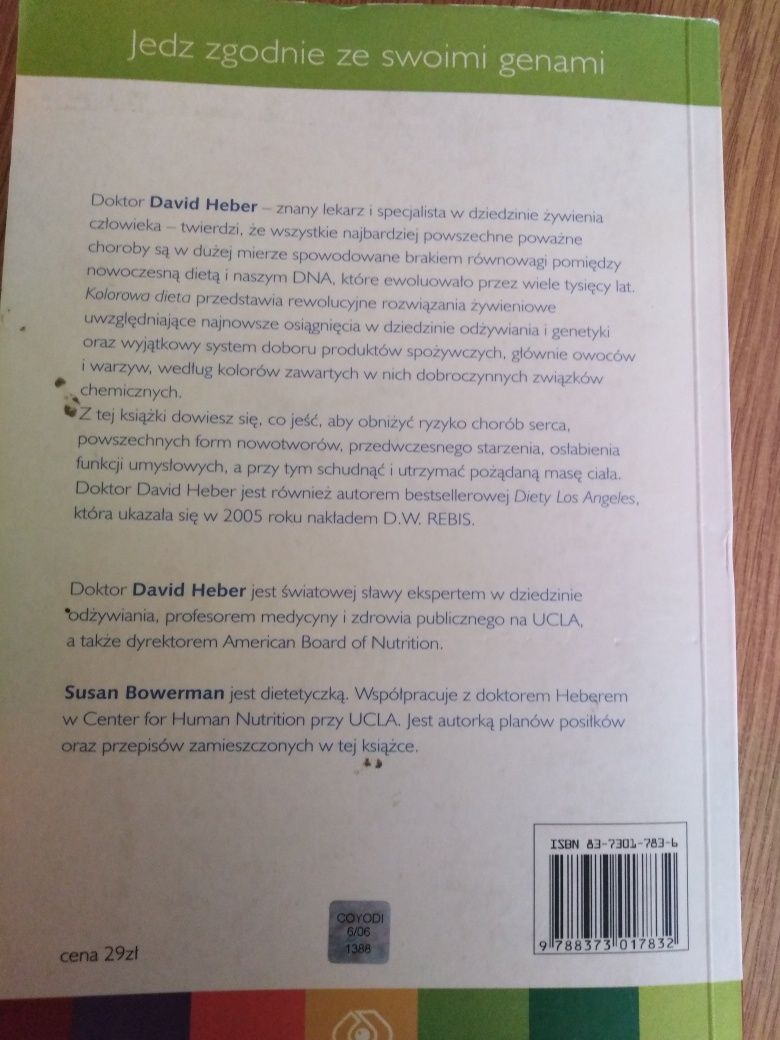 Jedz zgodnie ze swoimi genami
Doktor David Heber – znany lekarz i specjalista w dziedzinie żywienia
człowieka – twierdzi, że wszystkie najbardziej powszechne poważne
choroby są w dużej mierze spowodowane brakiem równowagi pomiędzy
nowoczesną dietą i naszym DNA, które ewoluowało przez wiele tysięcy lat.
Kolorowa dieta przedstawia rewolucyjne rozwiązania żywieniowe
uwzględniające najnowsze osiągnięcia w dziedzinie odżywiania i genetyki
oraz wyjątkowy system doboru produktów spożywczych, głównie owoców
i warzyw, według kolorów zawartych w nich dobroczynnych związków
chemicznych.
Z tej książki dowiesz się, co jeść, aby obniżyć ryzyko chorób serca,
powszechnych form nowotworów, przedwczesnego starzenia, osłabienia
funkcji umysłowych, a przy tym schudnąć i utrzymać pożądaną masę ciała.
Doktor David Heber jest również autorem bestsellerowej Diety Los Angeles,
która ukazała się w 2005 roku nakładem D.W. REBIS.
Doktor David Heber jest światowej sławy ekspertem w dziedzinie
odżywiania, profesorem medycyny i zdrowia publicznego na UCLA,
a także dyrektorem American Board of Nutrition.
Susan Bowerman jest dietetyczką. Współpracuje z doktorem Heberem
w Center for Human Nutrition przy UCLA. Jest autorką planów posiłków
oraz przepisów zamieszczonych w tej książce.
ISBN 83-7301-783-6
9 788373 017832
COYODI
6/06
1388
cena 29zł